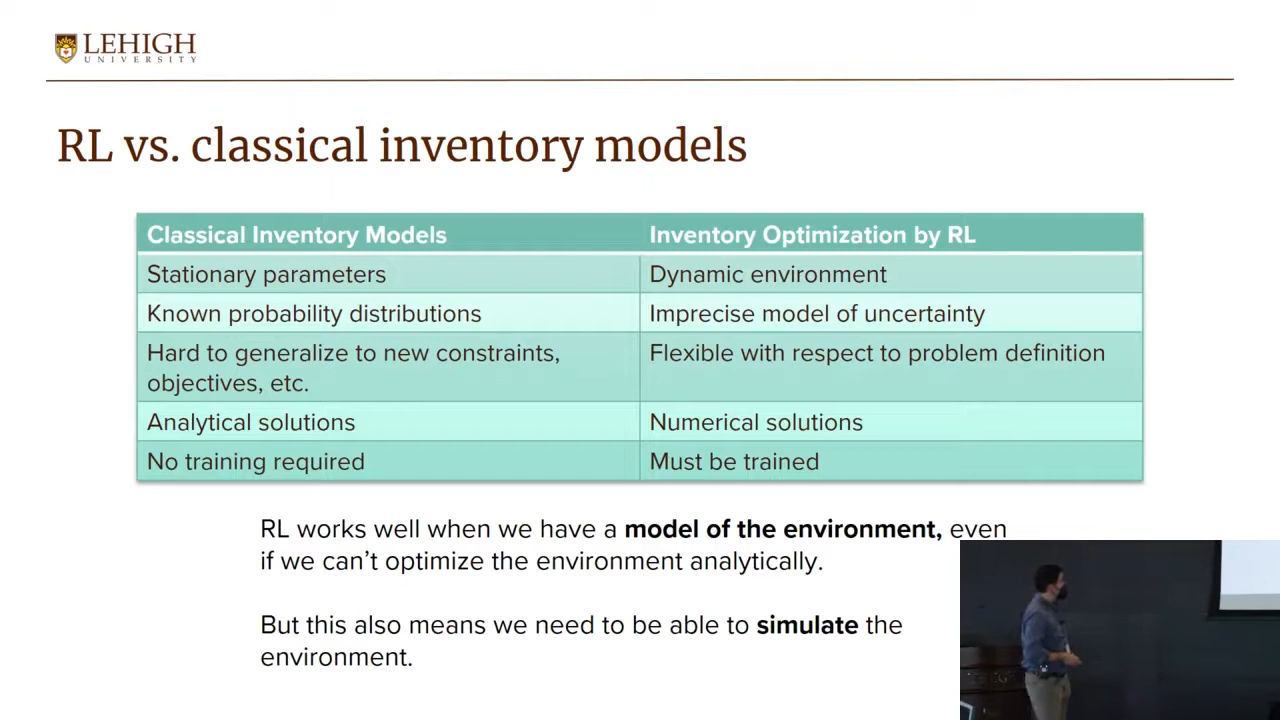 LEHIGH
UNIVERSITY
RL vs. classical inventory models
Classical Inventory Models
Inventory Optimization by RL
Stationary parameters
Dynamic environment
Known probability distributions
Imprecise model of uncertainty
Hard to generalize to new constraints,
objectives, etc.
Flexible with respect to problem definition
Analytical solutions
Numerical solutions
No training required
Must be trained
RL works well when we have a model of the environment, even
if we can’t optimize the environment analytically.
But this also means we need to be able to simulate the
environment.